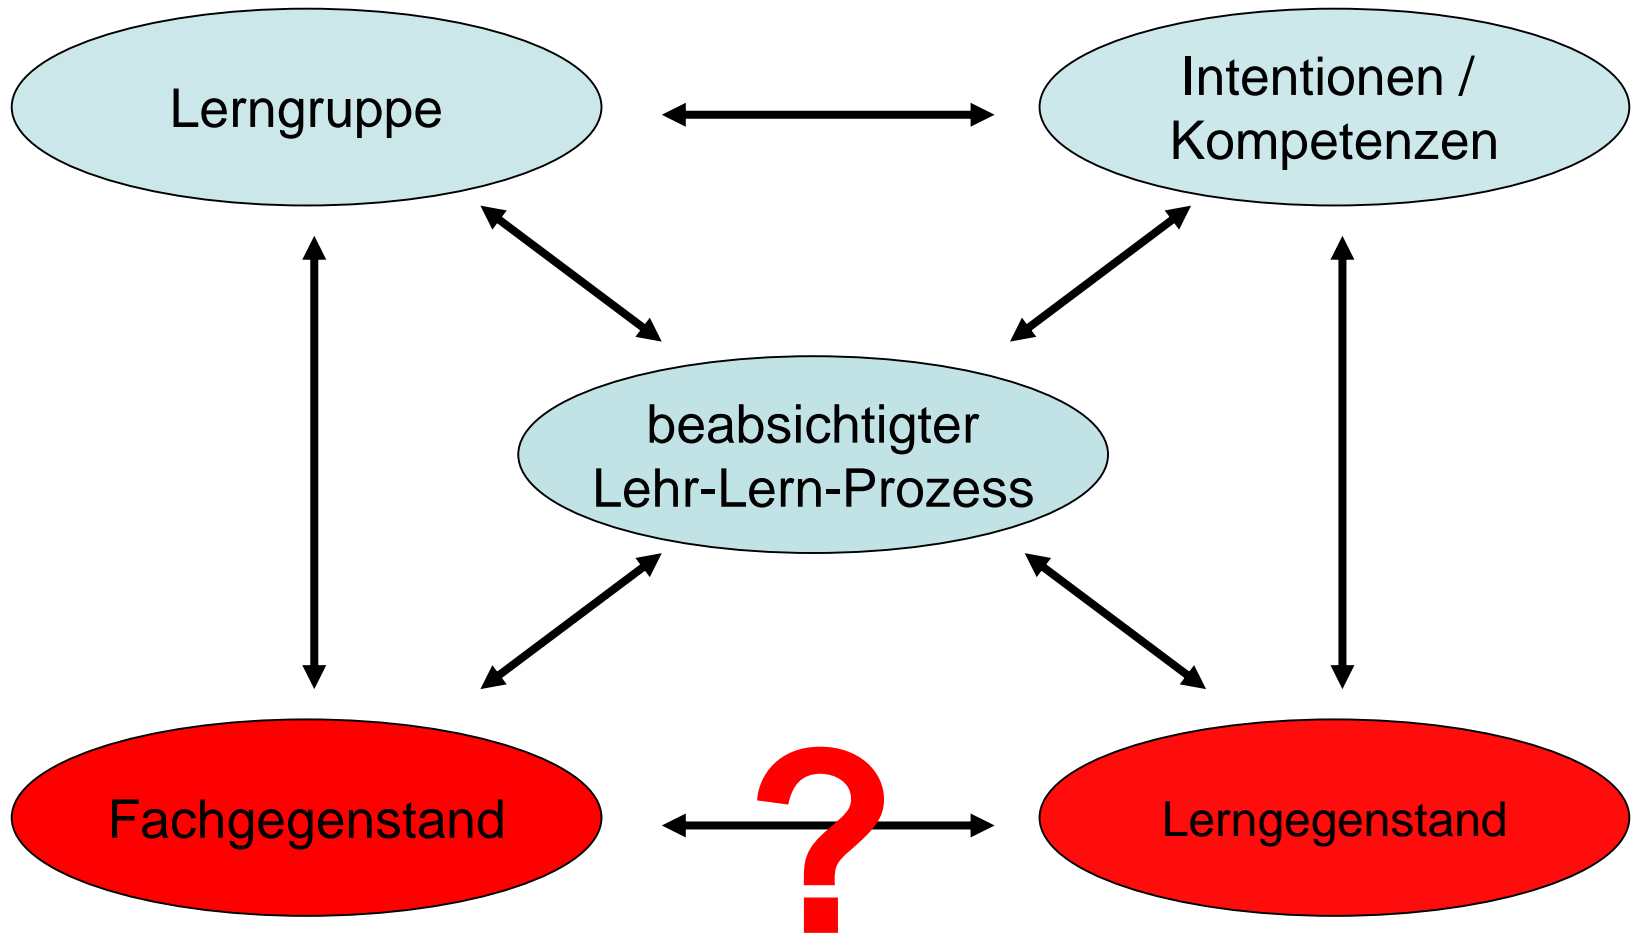 Lerngruppe
Intentionen /
Kompetenzen
beabsichtigter
Lehr-Lern-Prozess
Fachgegenstand
?
Lerngegenstand